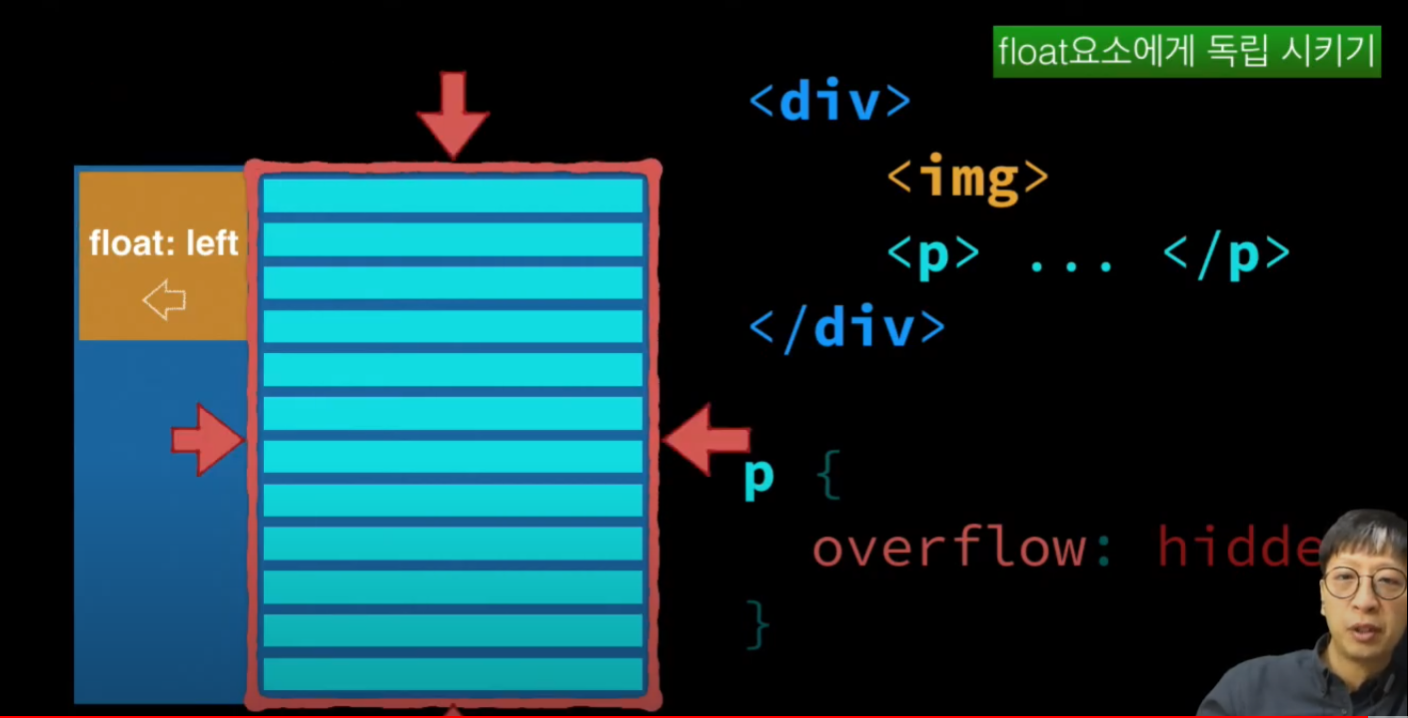 float요소에게 독립 시키기
float: left
<div>
<img>
<p> ... </p>
</div>
p {
overflow: hidde
}